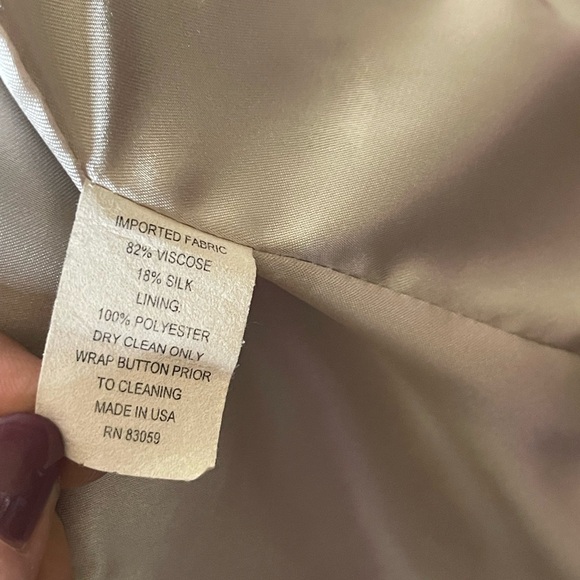 IMPORTED FABRIC
82% VISCOSE
18% SILK
LINING:
100% POLYESTER
DRY CLEAN ONLY
WRAP BUTTON PRIOR
TO CLEANING
MADE IN USA
RN 83059